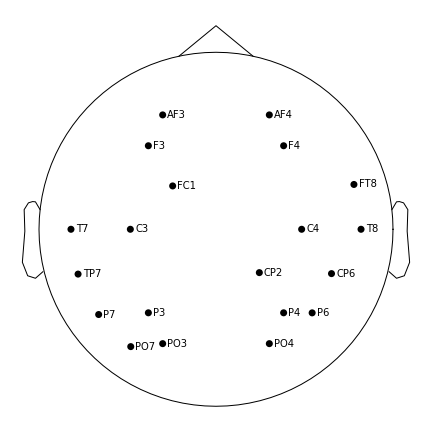 AF3 AF4
F3 F4
FC1 FT8
T7 C3 C4 T8
TP7 CP2 CP6
P7 P3 P4 P6
PO7 PO3 PO4